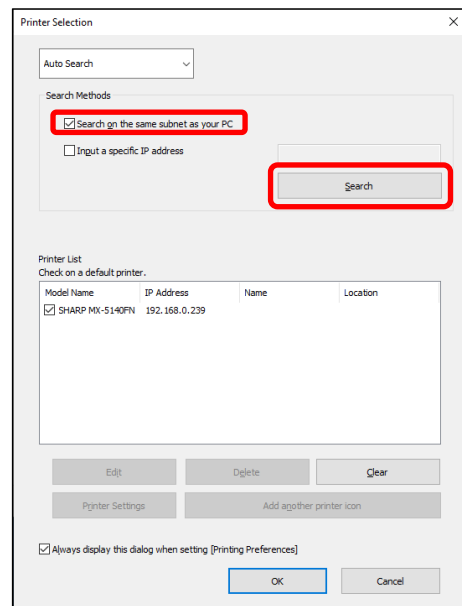 Printer Selection
Auto Search
Search Methods
Search on the same subnet as your PC
Input a specific IP address
Search
Printer List
Check on a default printer.
Model Name IP Address Name Location
SHARP MX-5140FN 192.168.0.239
Edit Delete Clear
Printer Settings Add another printer icon
Always display this dialog when setting [Printing Preferences]
OK Cancel